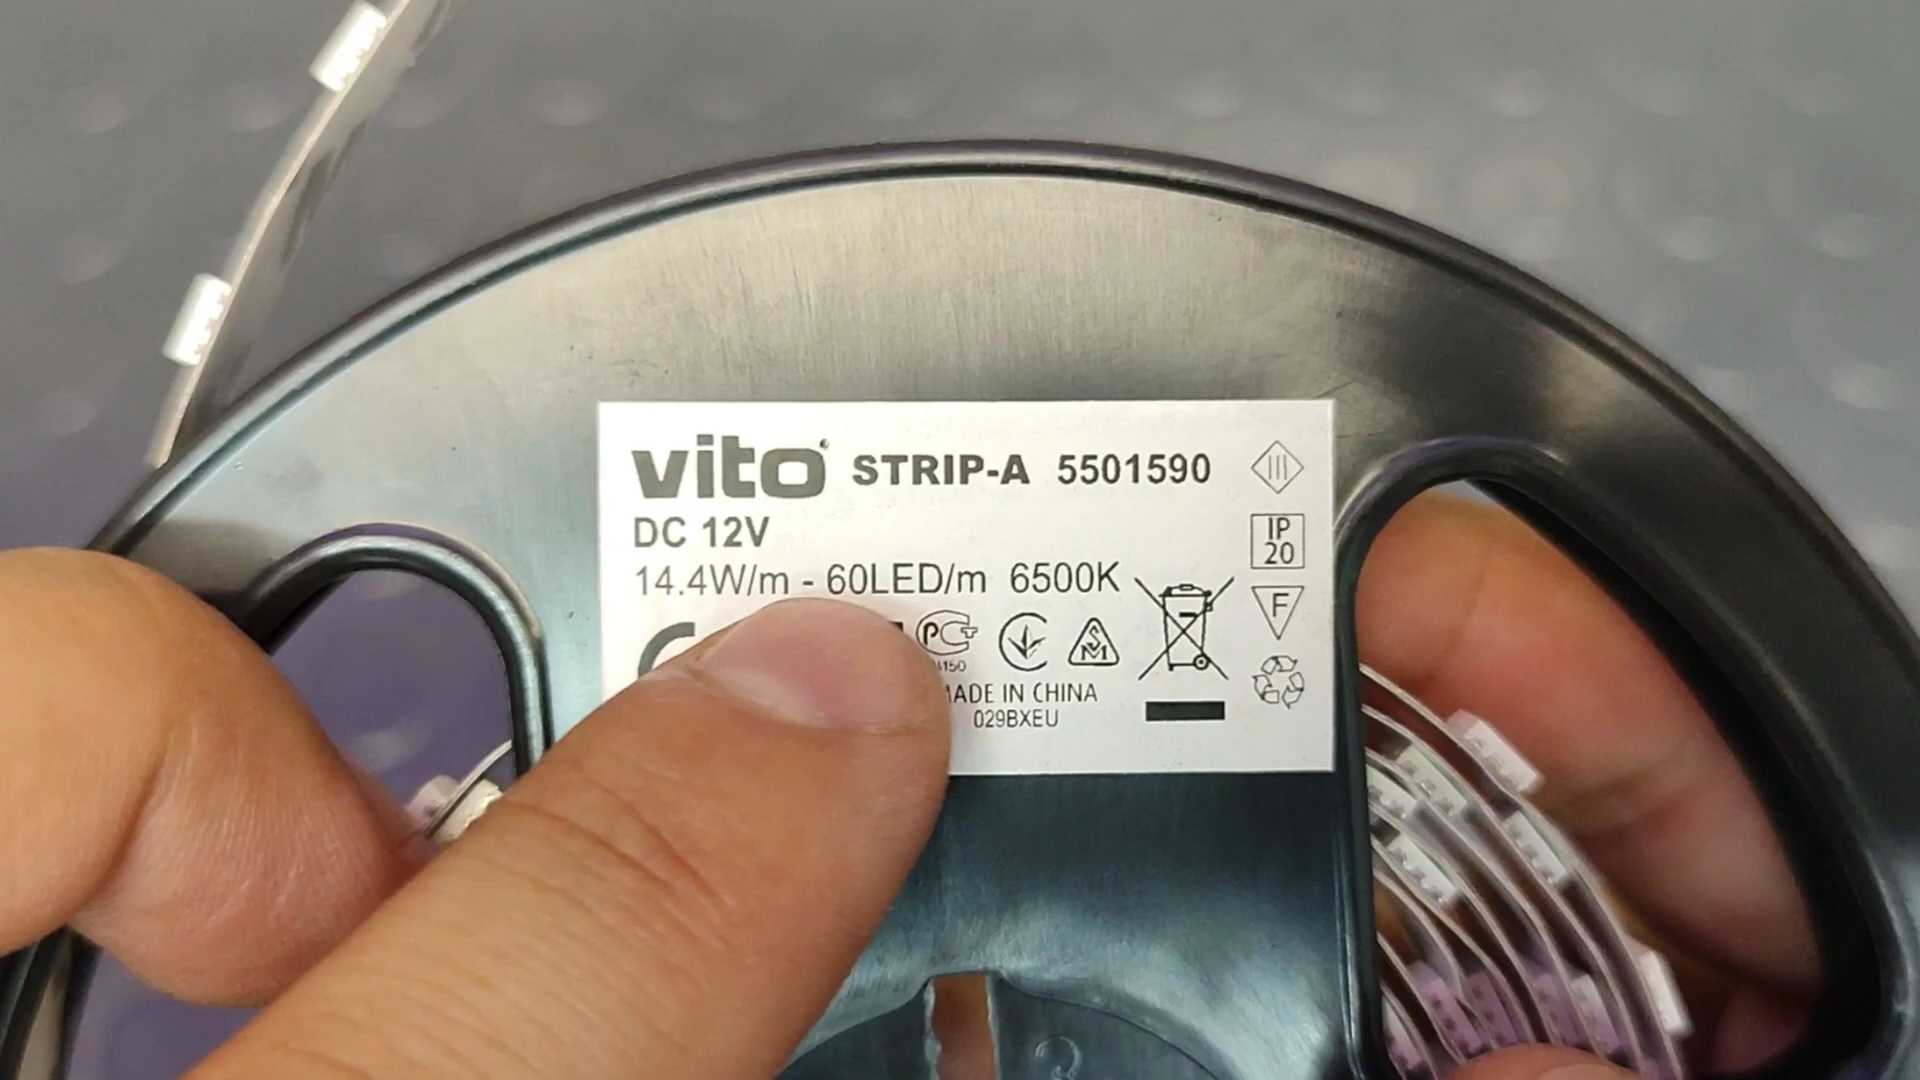 vito STRIP-A 5501590
DC 12V
14.4W/m - 60LED/m 6500K
IP
20
F
MADE IN CHINA
029BXEU